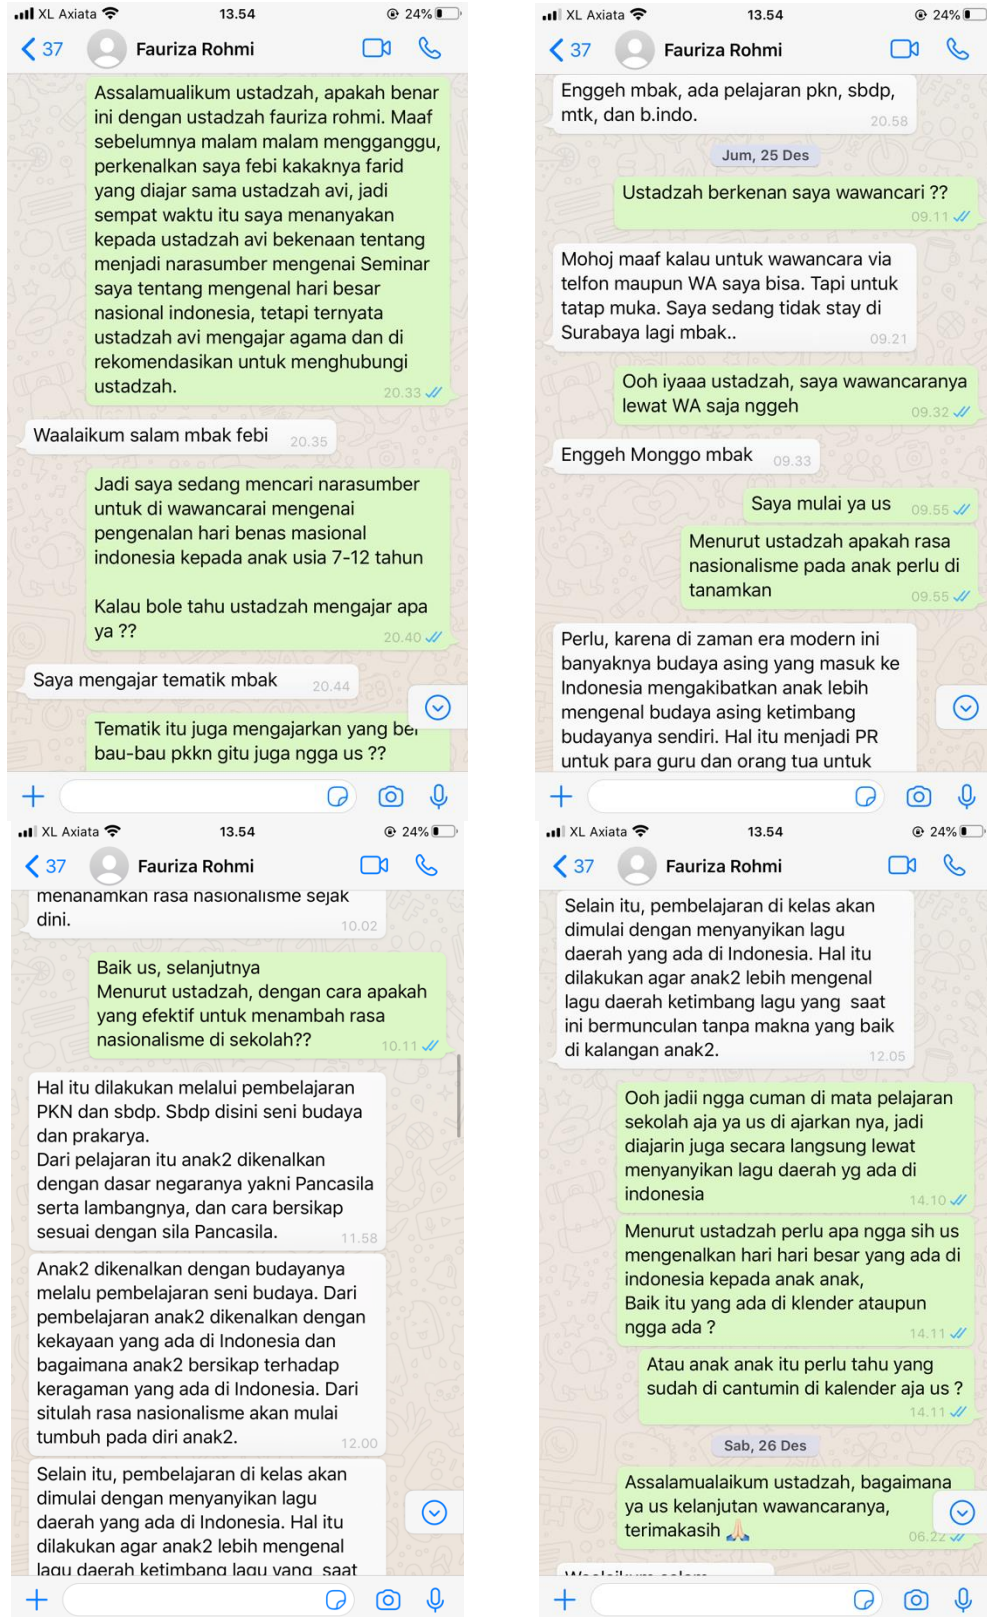 XL Axiata 13.54 24%
37 Fauriza Rohmi
Assalamualikum ustadzah, apakah benar
ini dengan ustadzah fauriza rohmi. Maaf
sebelumnya malam malam mengganggu,
perkenalkan saya febi kakaknya farid
yang diajar sama ustadzah avi, jadi
sempat waktu itu saya menanyakan
kepada ustadzah avi bekenaan tentang
menjadi narasumber mengenai Seminar
saya tentang mengenal hari besar
nasional indonesia, tetapi ternyata
ustadzah avi mengajar agama dan di
rekomendasikan untuk menghubungi
ustadzah.
20.33
Waalaikum salam mbak febi 20.35
Jadi saya sedang mencari narasumber
untuk di wawancarai mengenai
pengenalan hari benas masional
indonesia kepada anak usia 7-12 tahun
Kalau bole tahu ustadzah mengajar apa
ya ??
20.40
Saya mengajar tematik mbak 20.44
Tematik itu juga mengajarkan yang ber
bau-bau pkkn gitu juga ngga us ??
XL Axiata 13.54 24%
37 Fauriza Rohmi
Enggeh mbak, ada pelajaran pkn, sbdp,
mtk, dan b.indo.
20.58
Jum, 25 Des
Ustadzah berkenan saya wawancari ??
09.11
Mohoj maaf kalau untuk wawancara via
telfon maupun WA saya bisa. Tapi untuk
tatap muka. Saya sedang tidak stay di
Surabaya lagi mbak..
09.21
Ooh iyaaa ustadzah, saya wawancaranya
lewat WA saja nggeh
09.32
Enggeh Monggo mbak 09.33
Saya mulai ya us 09.55
Menurut ustadzah apakah rasa
nasionalisme pada anak perlu di
tanamkan
09.55
Perlu, karena di zaman era modern ini
banyaknya budaya asing yang masuk ke
Indonesia mengakibatkan anak lebih
mengenal budaya asing ketimbang
budayanya sendiri. Hal itu menjadi PR
untuk para guru dan orang tua untuk
XL Axiata 13.54 24%
37 Fauriza Rohmi
menanamkan rasa nasionalisme sejak
dini.
10.02
Baik us, selanjutnya
Menurut ustadzah, dengan cara apakah
yang efektif untuk menambah rasa
nasionalisme di sekolah??
10.11
Hal itu dilakukan melalui pembelajaran
PKN dan sbdp. Sbdp disini seni budaya
dan prakarya.
Dari pelajaran itu anak2 dikenalkan
dengan dasar negaranya yakni Pancasila
serta lambangnya, dan cara bersikap
sesuai dengan sila Pancasila.
11.58
Anak2 dikenalkan dengan budayanya
melalu pembelajaran seni budaya. Dari
pembelajaran anak2 dikenalkan dengan
kekayaan yang ada di Indonesia dan
bagaimana anak2 bersikap terhadap
keragaman yang ada di Indonesia. Dari
situlah rasa nasionalisme akan mulai
tumbuh pada diri anak2.
12.00
Selain itu, pembelajaran di kelas akan
dimulai dengan menyanyikan lagu
daerah yang ada di Indonesia. Hal itu
dilakukan agar anak2 lebih mengenal
lagu daerah ketimbang lagu yang saat
XL Axiata 13.54 24%
37 Fauriza Rohmi
Selain itu, pembelajaran di kelas akan
dimulai dengan menyanyikan lagu
daerah yang ada di Indonesia. Hal itu
dilakukan agar anak2 lebih mengenal
lagu daerah ketimbang lagu yang saat
ini bermunculan tanpa makna yang baik
di kalangan anak2.
12.05
Ooh jadii ngga cuman di mata pelajaran
sekolah aja ya us di ajarkan nya, jadi
diajarin juga secara langsung lewat
menyanyikan lagu daerah yg ada di
indonesia
14.10
Menurut ustadzah perlu apa ngga sih us
mengenalkan hari hari besar yang ada di
indonesia kepada anak anak,
Baik itu yang ada di klender ataupun
ngga ada ?
14.11
Atau anak anak itu perlu tahu yang
sudah di cantumin di kalender aja us ?
14.11
Sab, 26 Des
Assalamualaikum ustadzah, bagaimana
ya us kelanjutan wawancaranya,
terimakasih 🙏🏻
06.22
Waalaikum salam